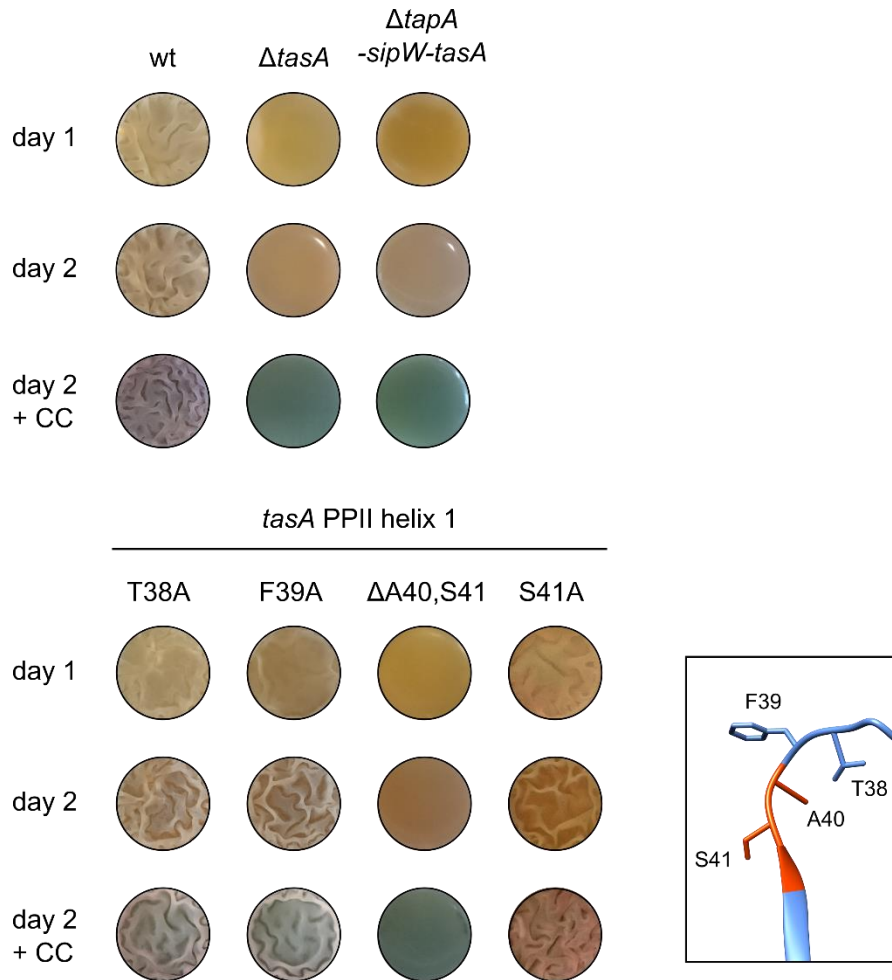 wt ΔtasA ΔtapA
-sipW-tasA
day 1
day 2
day 2
+ CC
tasA PPII helix 1
T38A F39A ΔA40,S41 S41A
day 1
day 2
day 2
+ CC
F39
T38
A40
S41